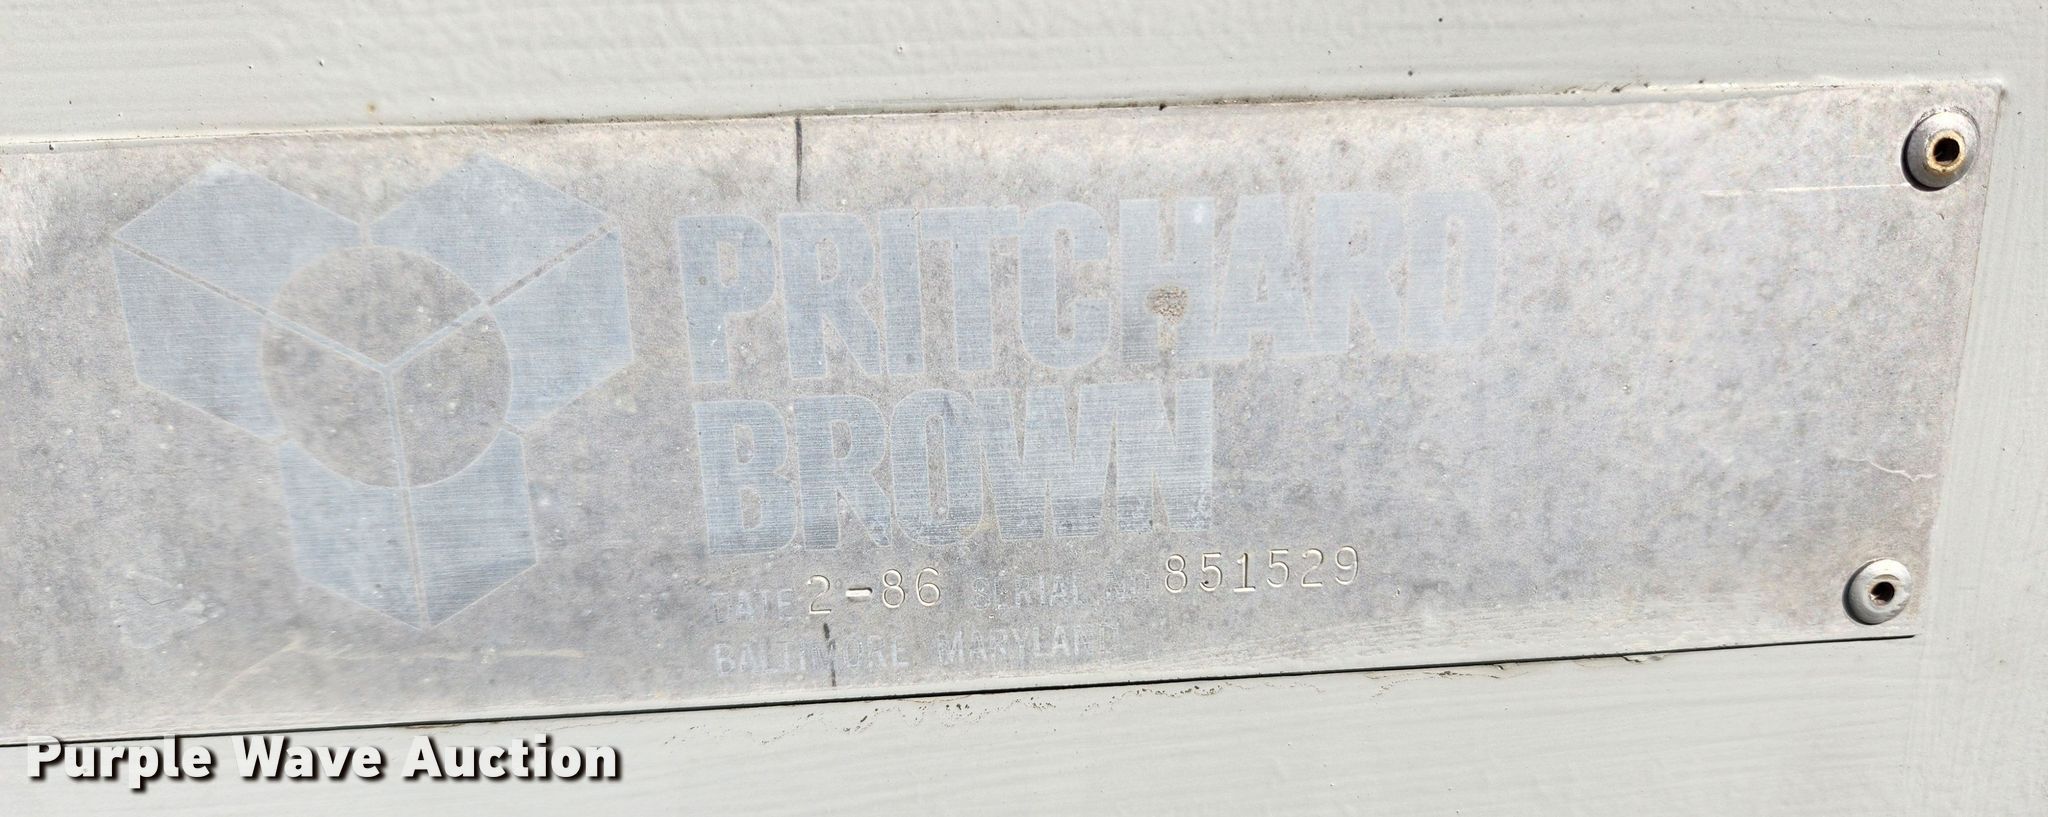 PRITCHARD
BROWN
DATE 2-86 SERIAL NO 851529
BALTIMORE MARYLAND
Purple Wave Auction